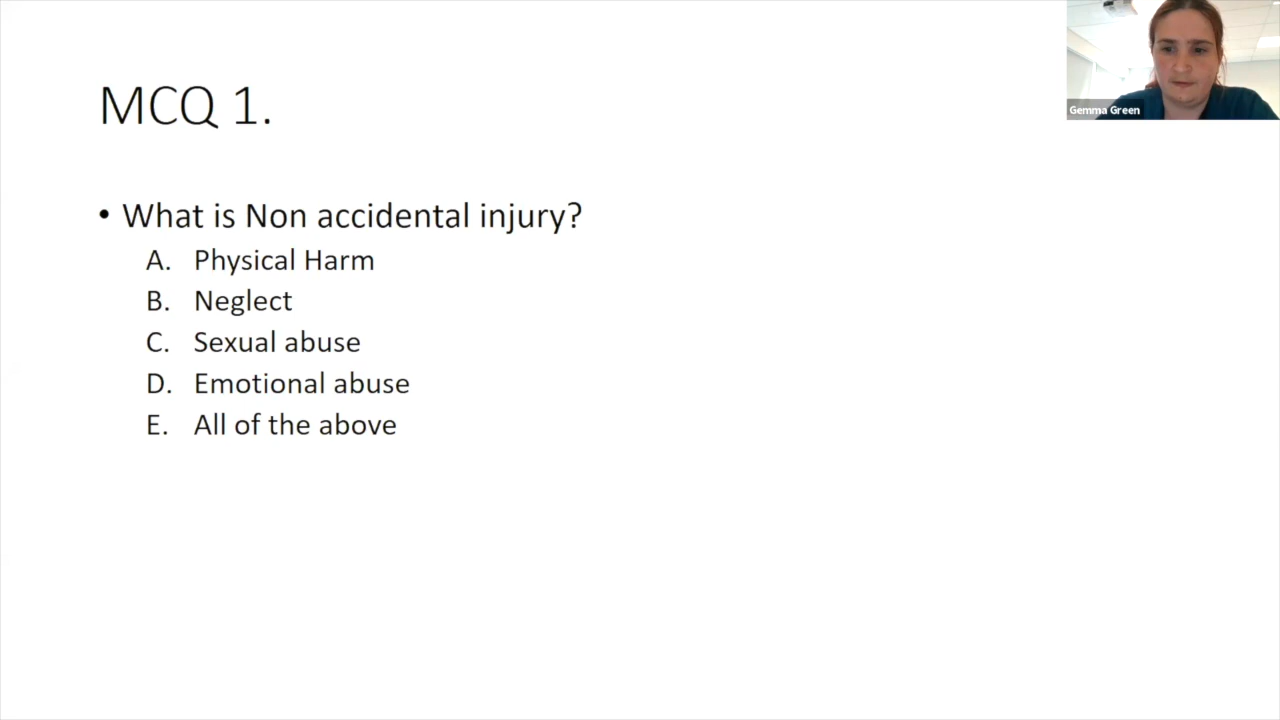 Gemma Green
MCQ 1.
• What is Non accidental injury?
A. Physical Harm
B. Neglect
C. Sexual abuse
D. Emotional abuse
E. All of the above